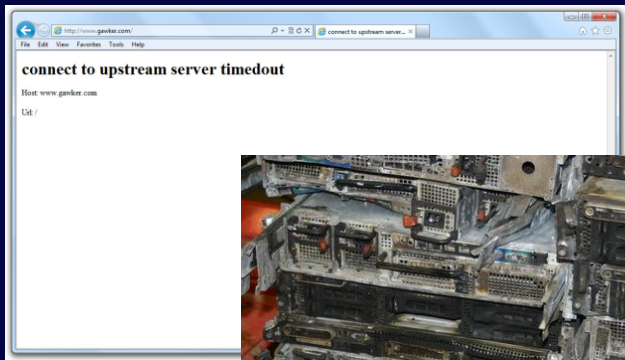 http://www.gawker.com/
connect to upstream server...
File Edit View Favorites Tools Help
connect to upstream server timedout
Host: www.gawker.com
Url: /